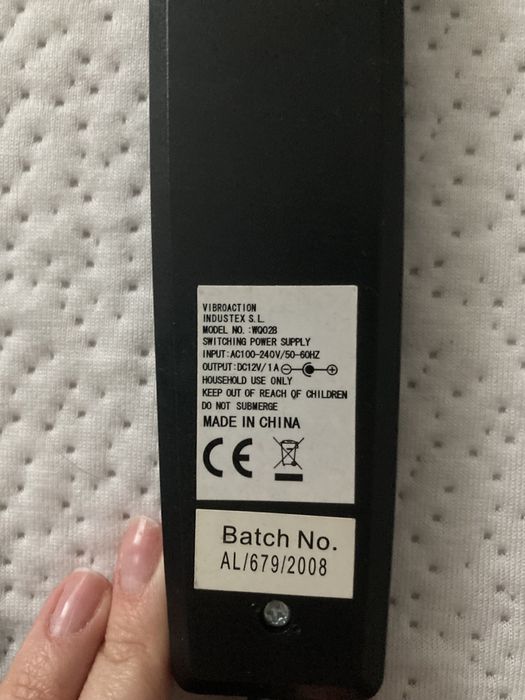 VIBROACTION
INDUSTEX S.L.
MODEL NO.:WQ02B
SWITCHING POWER SUPPLY
INPUT:AC100-240V/50-60HZ
OUTPUT:DC12V/1A
HOUSEHOLD USE ONLY
KEEP OUT OF REACH OF CHILDREN
DO NOT SUBMERGE
MADE IN CHINA
CE
Batch No.
AL/679/2008